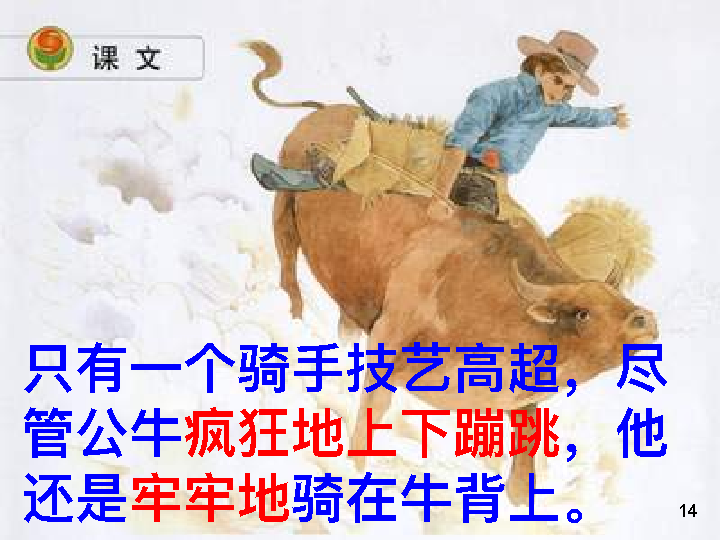 课 文
只有一个骑手技艺高超，尽
管公牛疯狂地上下蹦跳，他
还是牢牢地骑在牛背上。
14